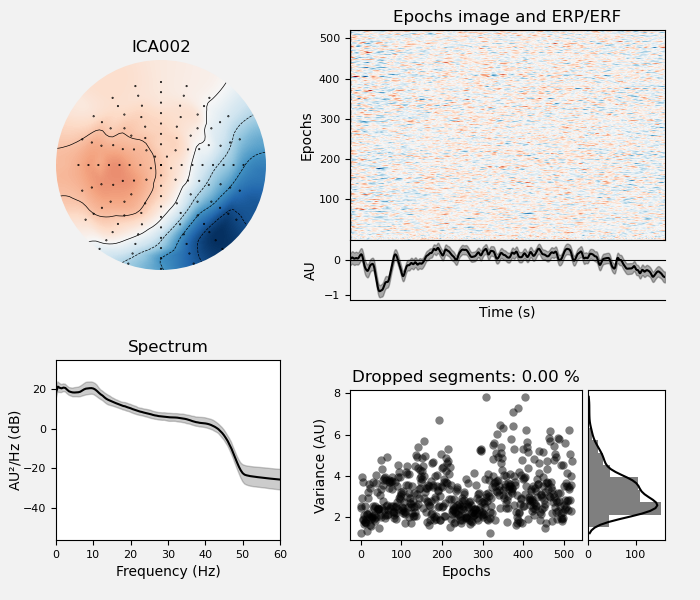 ICA002
Epochs image and ERP/ERF
500
400
300
200
100
Epochs
0
−1
AU
Time (s)
Spectrum
20
0
−20
−40
AU²/Hz (dB)
0 10 20 30 40 50 60
Frequency (Hz)
Dropped segments: 0.00 %
8
6
4
2
Variance (AU)
0 100 200 300 400 500
Epochs
0 100